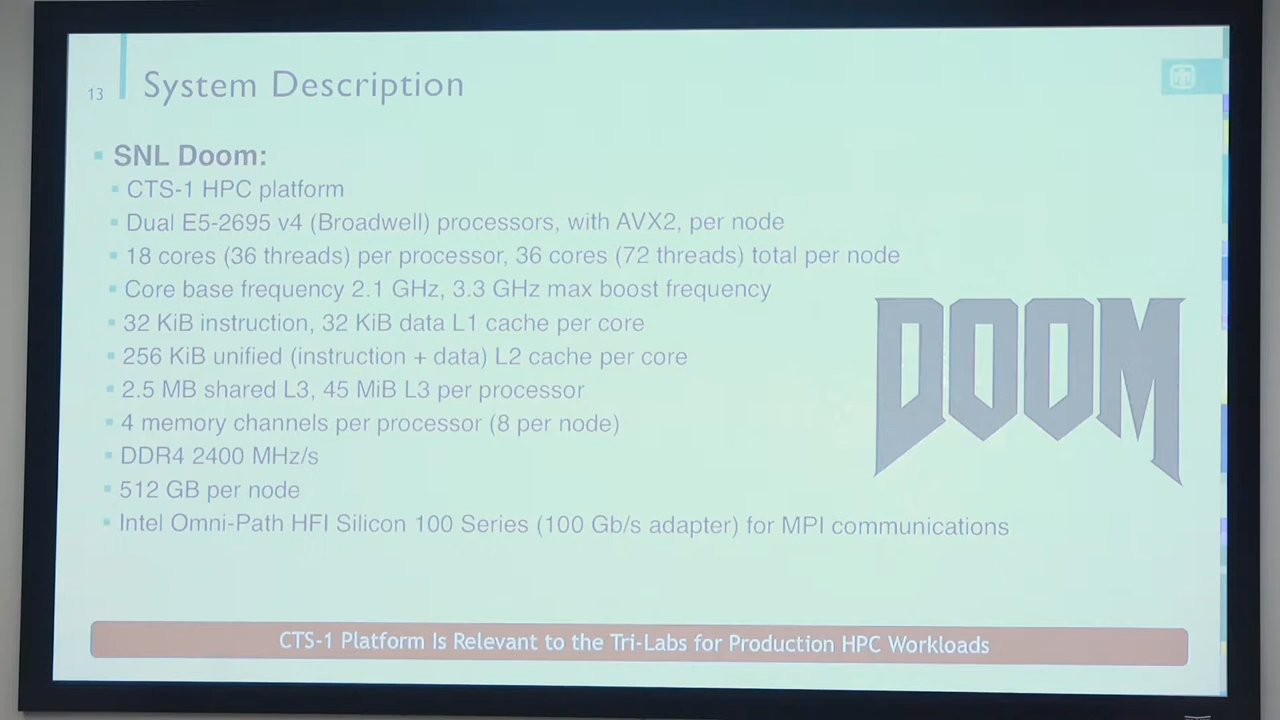 13
System Description
SNL Doom:
CTS-1 HPC platform
Dual E5-2695 v4 (Broadwell) processors, with AVX2, per node
18 cores (36 threads) per processor, 36 cores (72 threads) total per node
Core base frequency 2.1 GHz, 3.3 GHz max boost frequency
32 KiB instruction, 32 KiB data L1 cache per core
256 KiB unified (instruction + data) L2 cache per core
2.5 MB shared L3, 45 MiB L3 per processor
4 memory channels per processor (8 per node)
DDR4 2400 MHz/s
512 GB per node
Intel Omni-Path HFI Silicon 100 Series (100 Gb/s adapter) for MPI communications
DOOM
CTS-1 Platform Is Relevant to the Tri-Labs for Production HPC Workloads